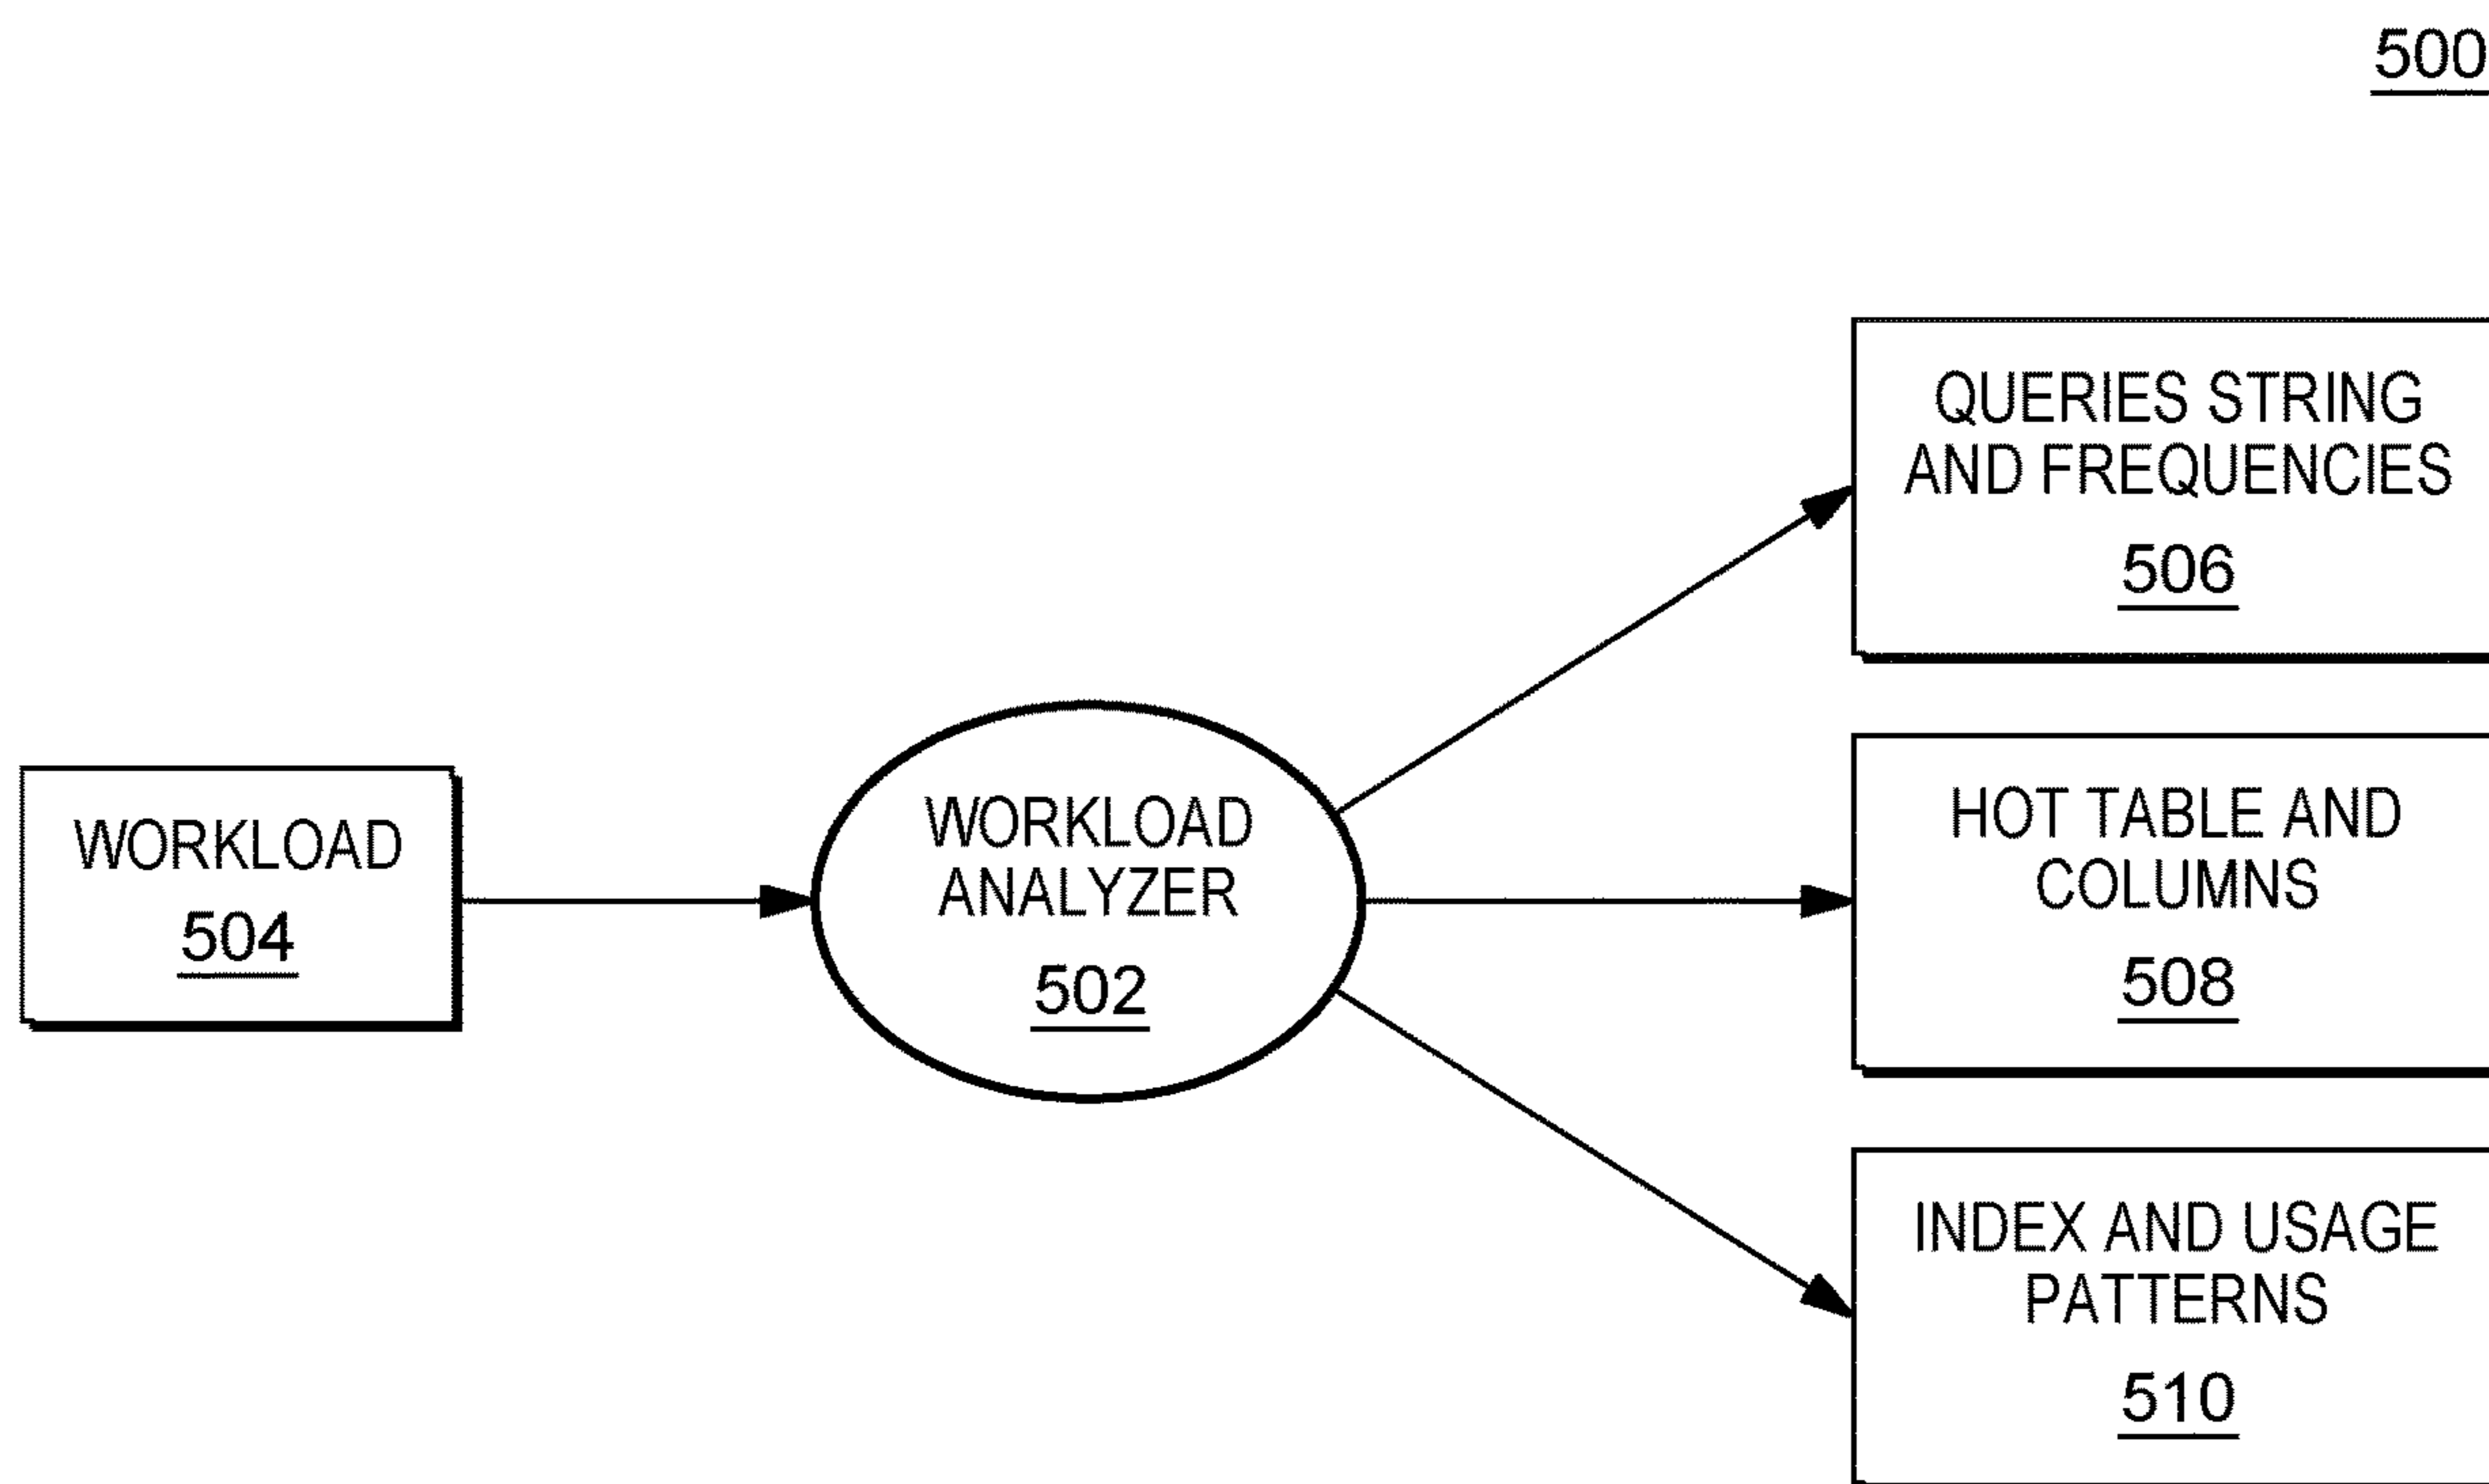 500
WORKLOAD
504
WORKLOAD
ANALYZER
502
QUERIES STRING
AND FREQUENCIES
506
HOT TABLE AND
COLUMNS
508
INDEX AND USAGE
PATTERNS
510